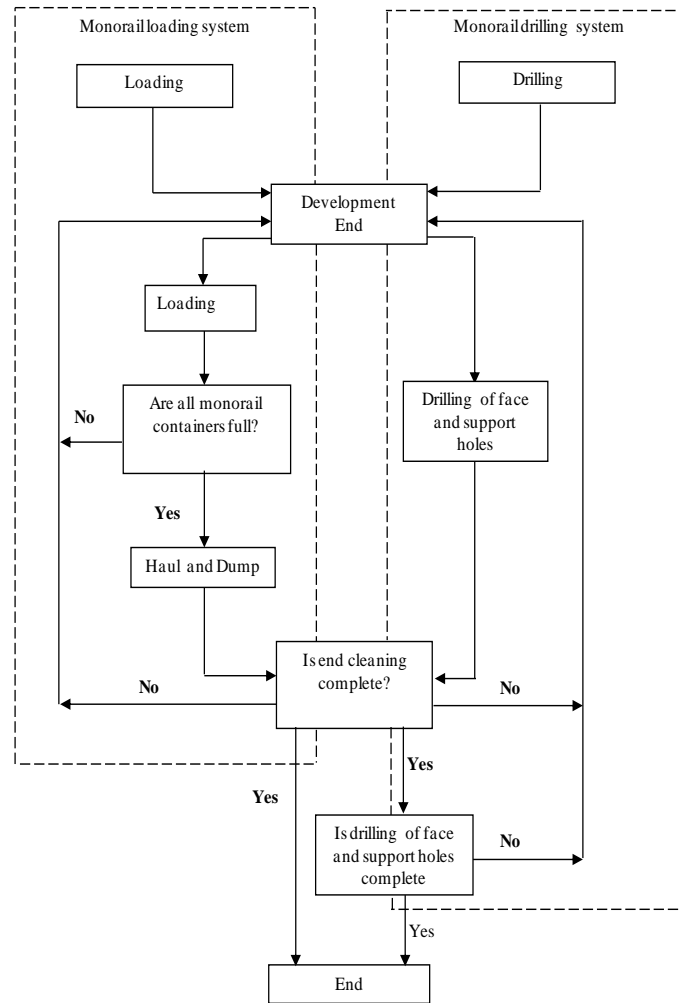 Monorail loading system
Monorail drilling system
Loading
Drilling
Development
End
Loading
Are all monorail
containers full?
No
Drilling of face
and support
holes
Yes
Haul and Dump
Is end cleaning
complete?
No
No
Yes
Yes
Is drilling of face
and support holes
complete
No
Yes
End